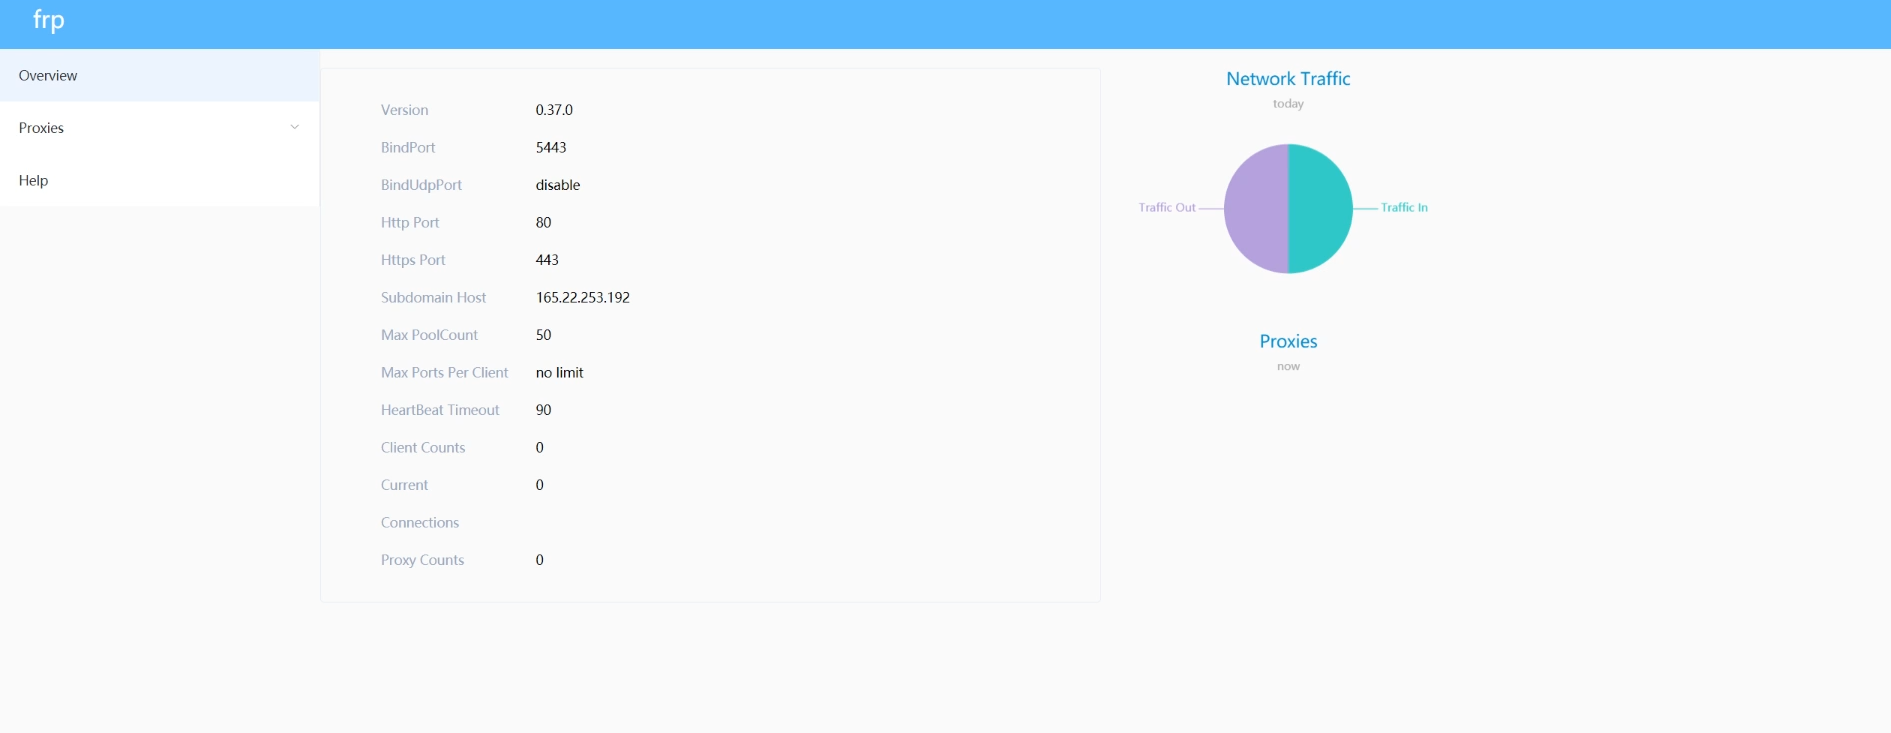 frp
Overview
Proxies
Help
Version 0.37.0
BindPort 5443
BindUdpPort disable
Http Port 80
Https Port 443
Subdomain Host 165.22.253.192
Max PoolCount 50
Max Ports Per Client no limit
HeartBeat Timeout 90
Client Counts 0
Current 0
Connections
Proxy Counts 0
Network Traffic
today
Traffic Out
Traffic In
Proxies
now